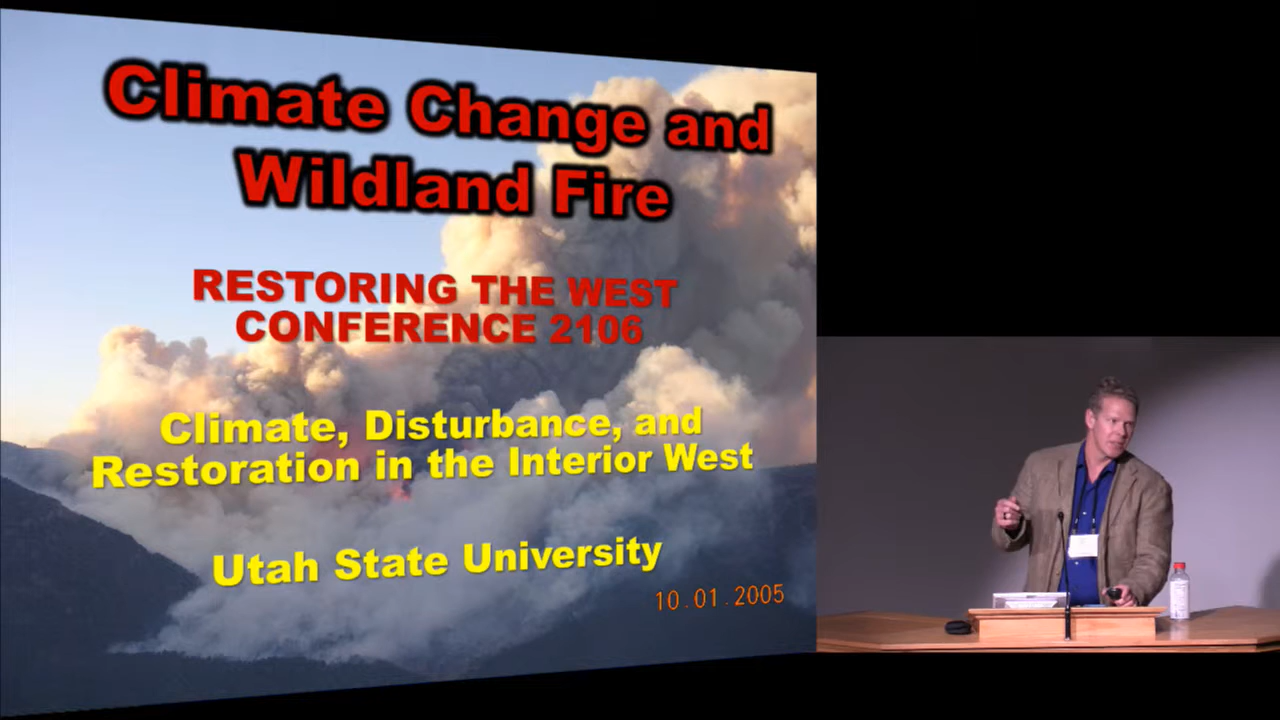 Climate Change and
Wildland Fire
RESTORING THE WEST
CONFERENCE 2106
Climate, Disturbance, and
Restoration in the Interior West
Utah State University
10.01.2005